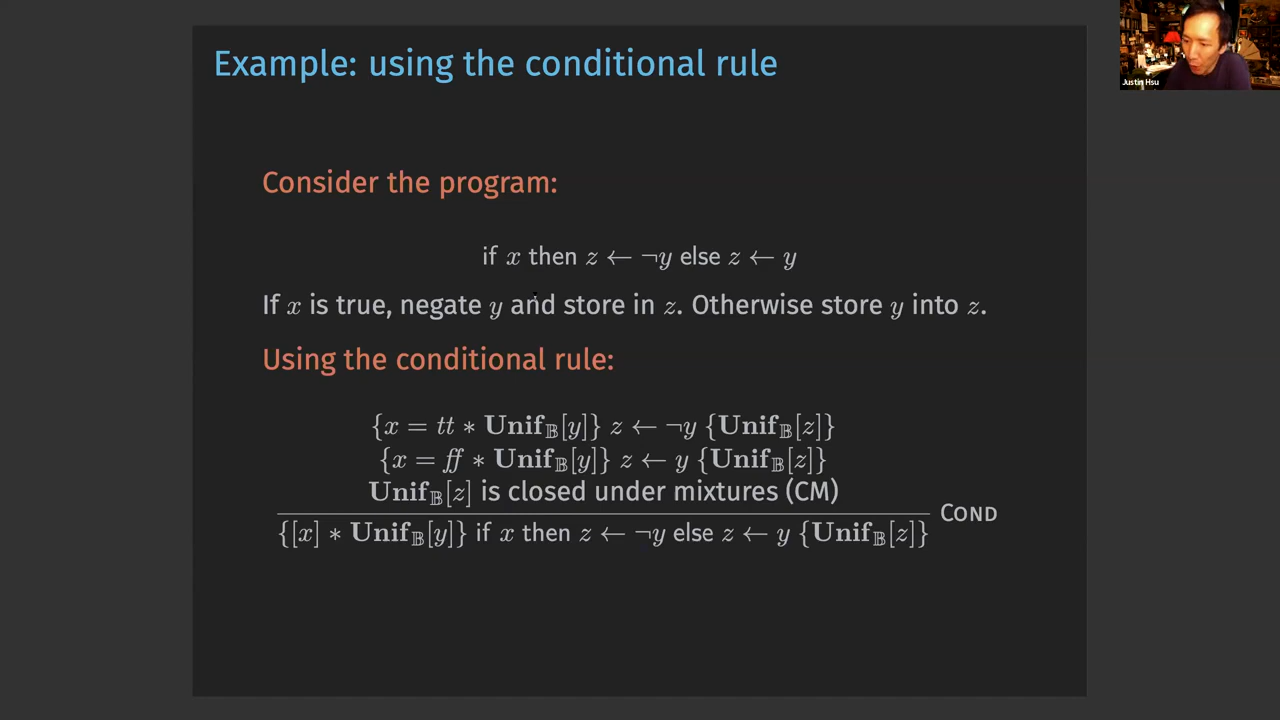 Example: using the conditional rule
Justin Hsu
Consider the program:
if x then z ← ¬y else z ← y
If x is true, negate y and store in z. Otherwise store y into z.
Using the conditional rule:
{x = tt ∗ Unif𝔹[y]} z ← ¬y {Unif𝔹[z]}
{x = ff ∗ Unif𝔹[y]} z ← y {Unif𝔹[z]}
Unif𝔹[z] is closed under mixtures (CM)
COND
{[x] ∗ Unif𝔹[y]} if x then z ← ¬y else z ← y {Unif𝔹[z]}